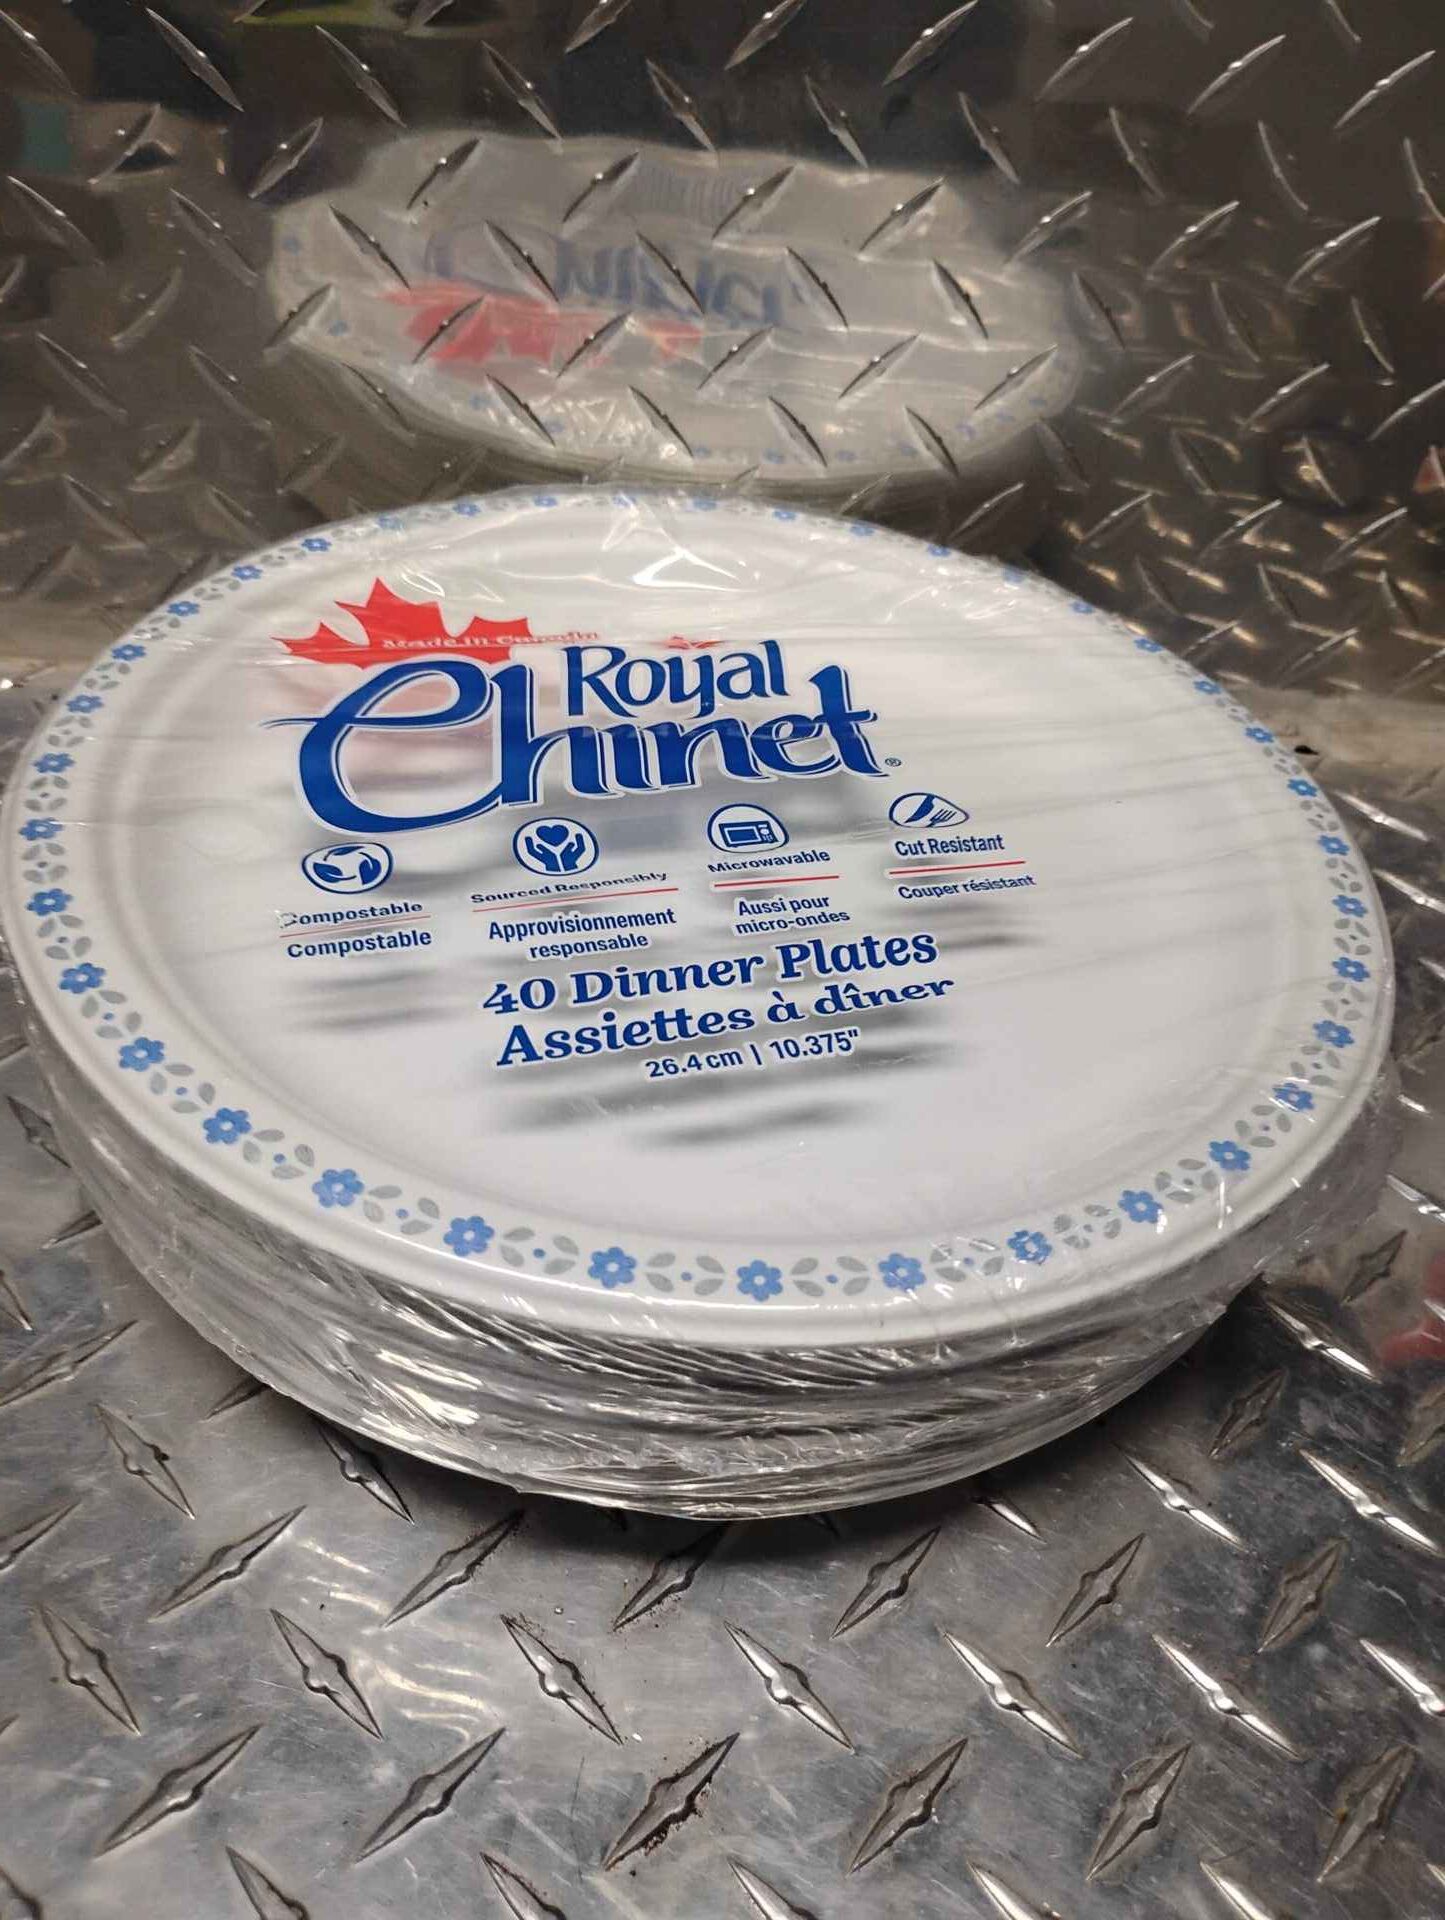 Made in Canada
Royal
Chinet®
Compostable
Compostable
Sourced Responsibly
Approvisionnement
responsable
Microwavable
Aussi pour
micro-ondes
Cut Resistant
Couper résistant
40 Dinner Plates
Assiettes à dîner
26.4 cm | 10.375"